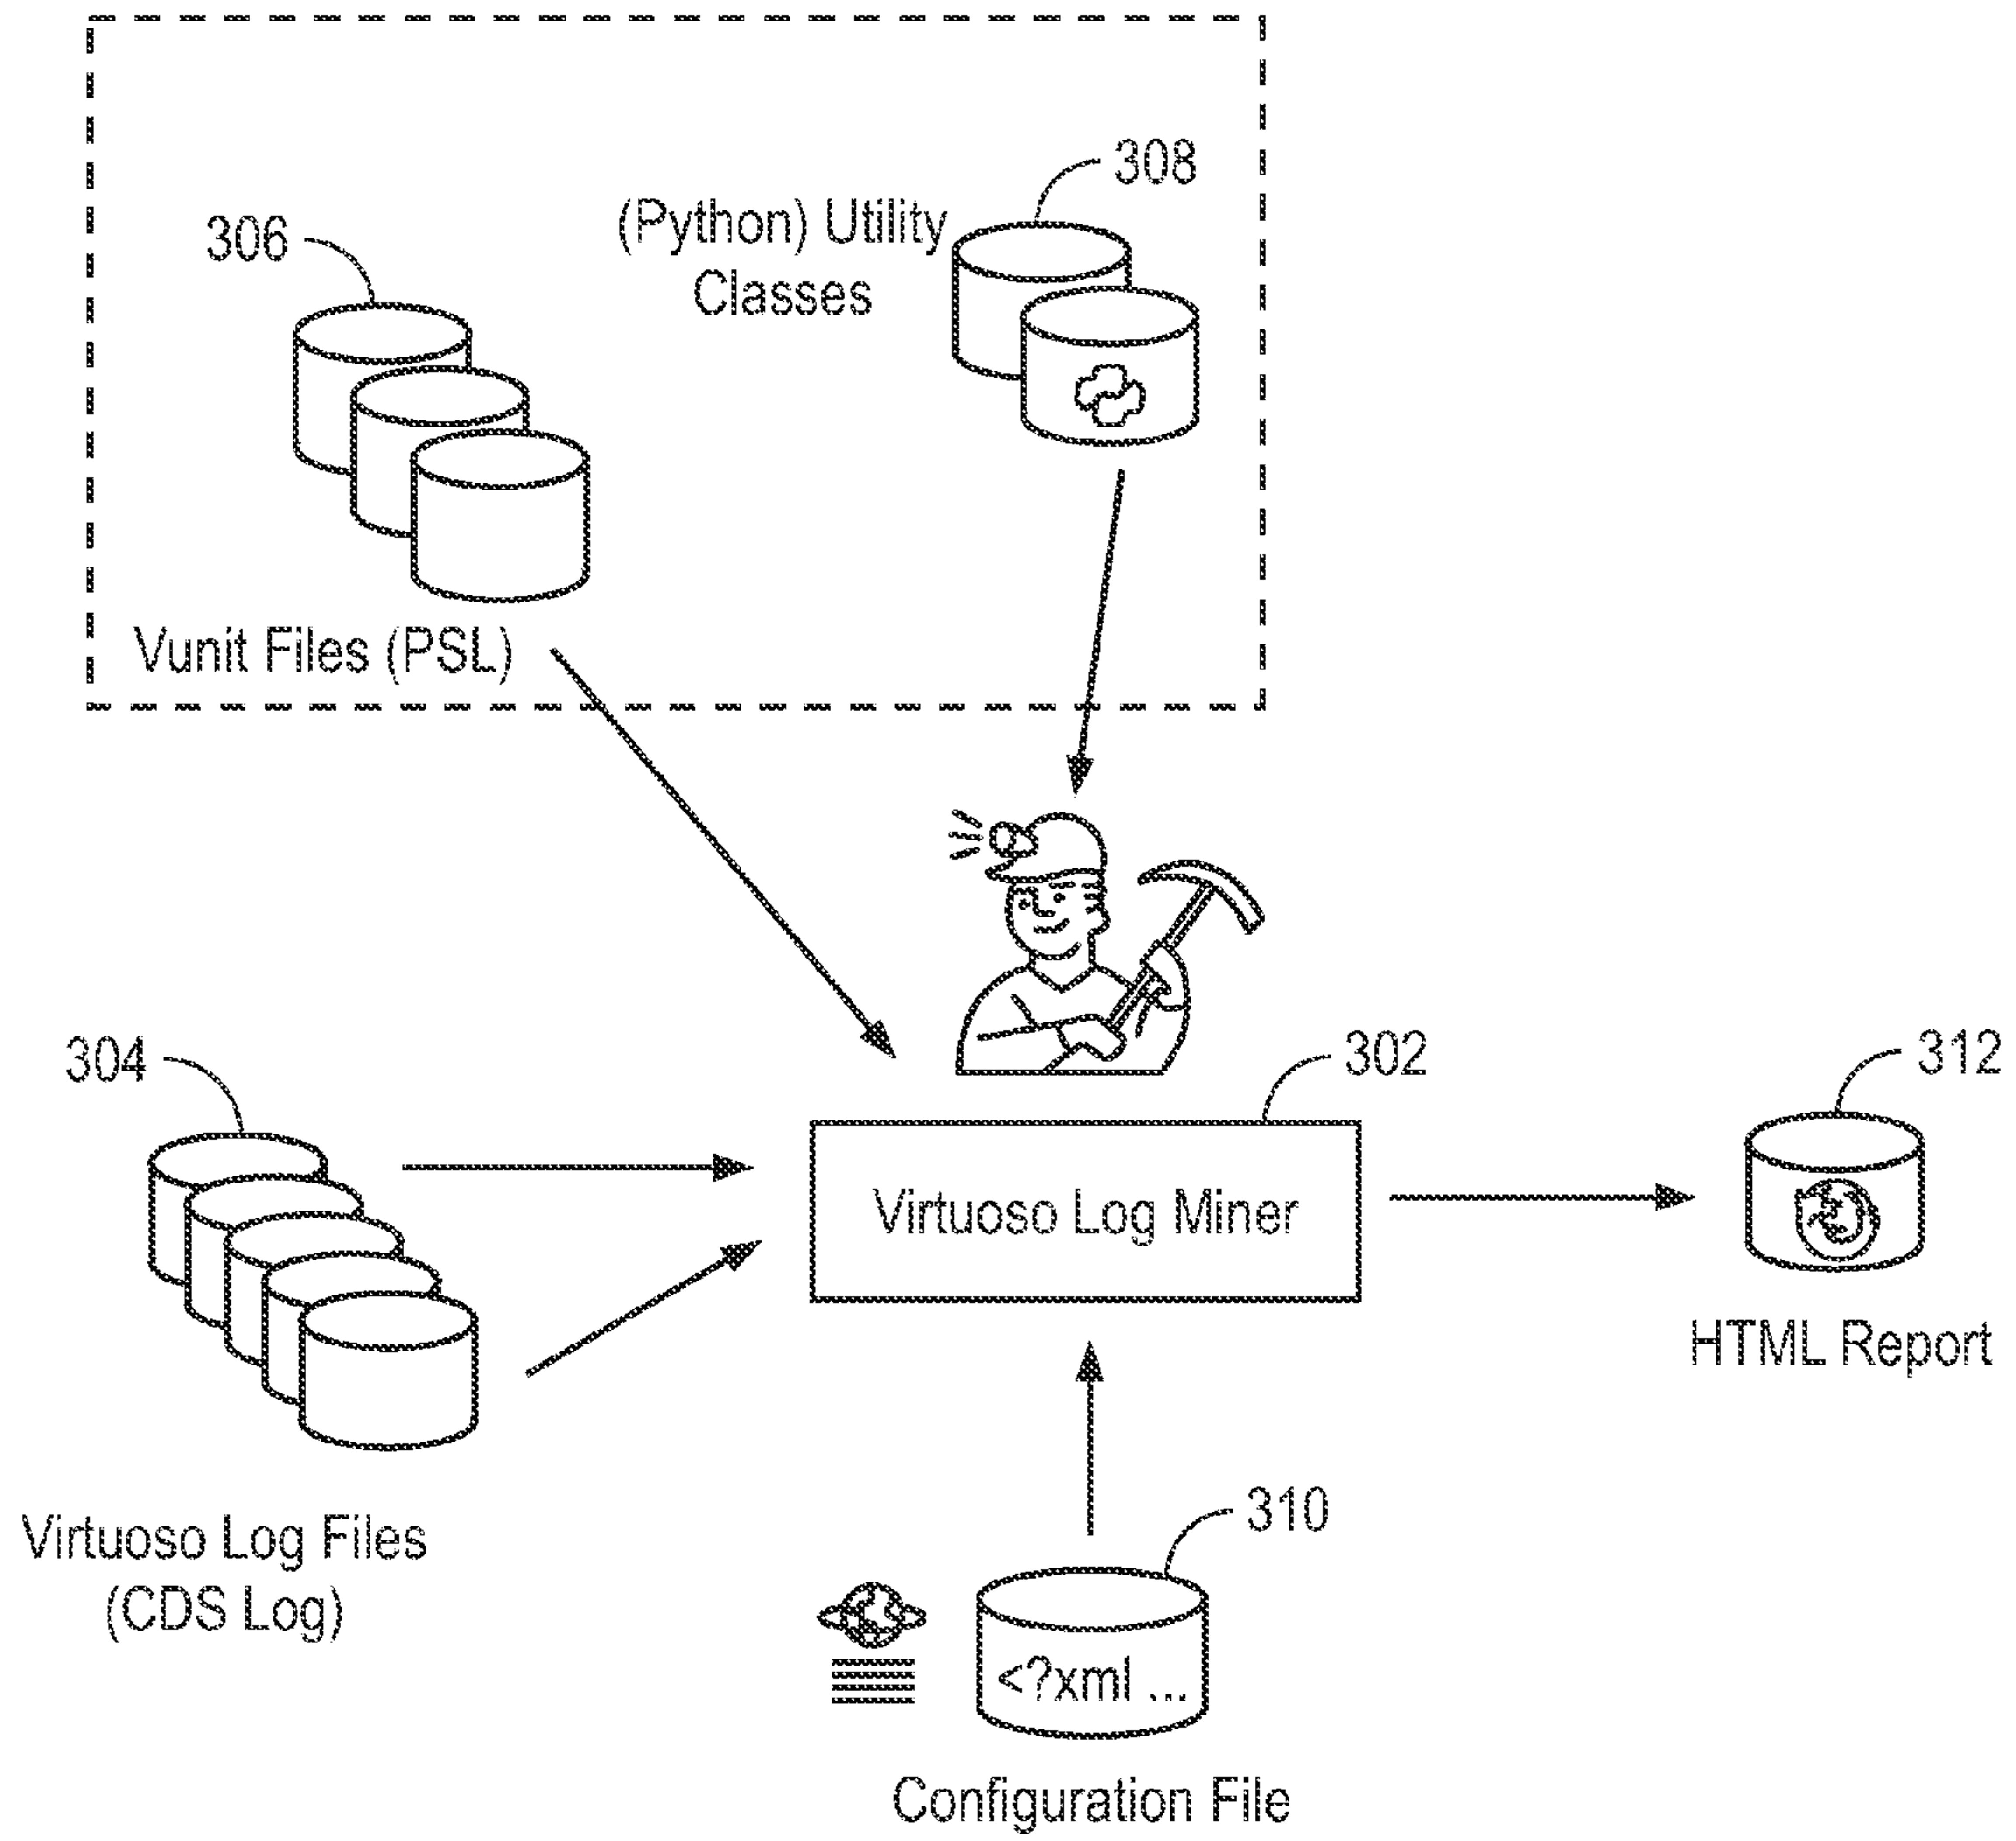 308
(Python) Utility
Classes
306
Vunit Files (PSL)
304
302
312
Virtuoso Log Miner
HTML Report
Virtuoso Log Files
(CDS Log)
310
<?xml ...
Configuration File